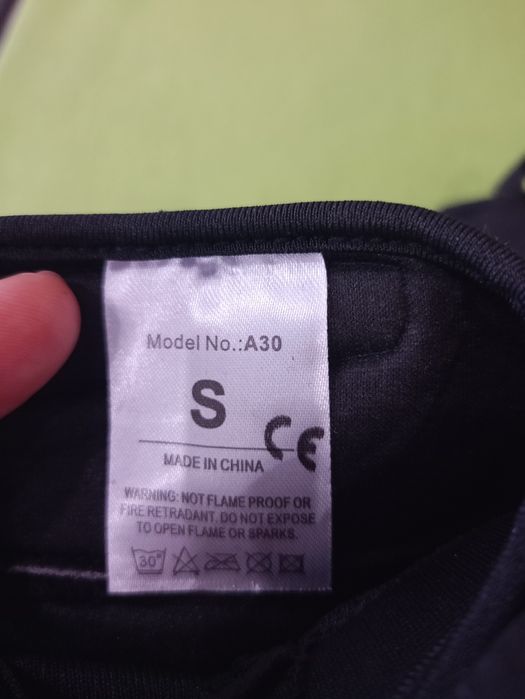 Model No.:A30
S
CE
MADE IN CHINA
WARNING: NOT FLAME PROOF OR
FIRE RETRADANT. DO NOT EXPOSE
TO OPEN FLAME OR SPARKS.
30°